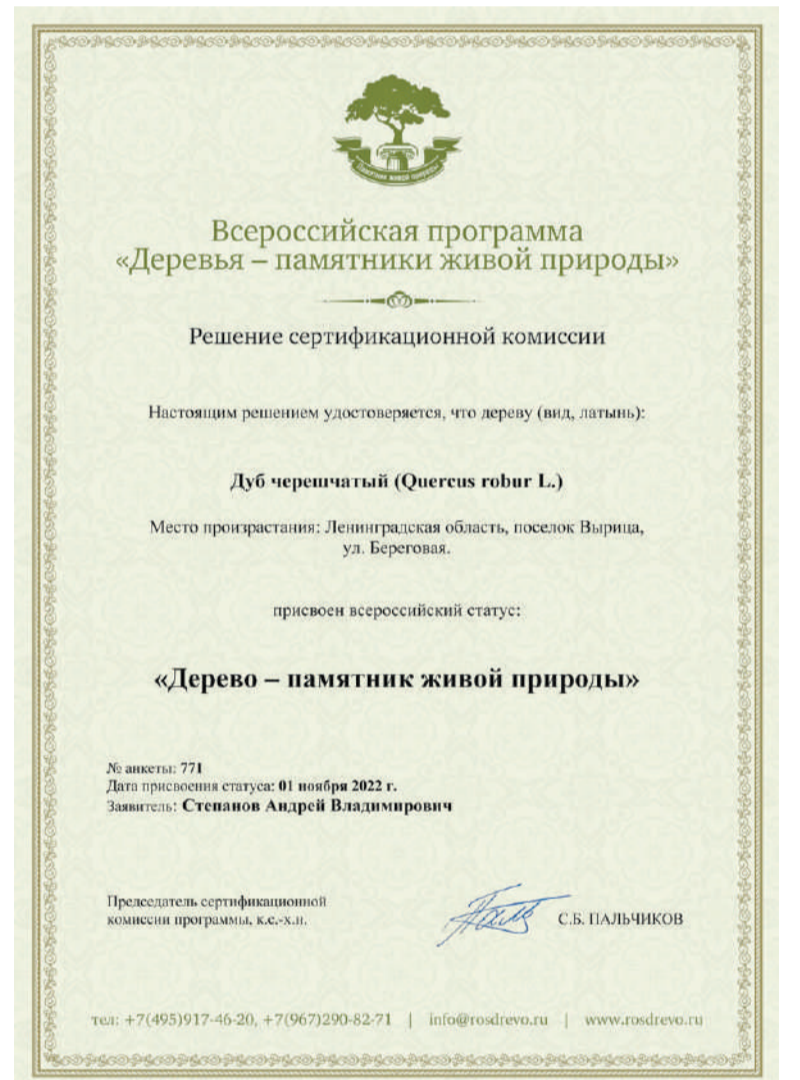 Памятник живой природы
Всероссийская программа
«Деревья – памятники живой природы»
Решение сертификационной комиссии
Настоящим решением удостоверяется, что дереву (вид, латынь):
Дуб черешчатый (Quercus robur L.)
Место произрастания: Ленинградская область, поселок Вырица,
ул. Береговая.
присвоен всероссийский статус:
«Дерево – памятник живой природы»
№ анкеты: 771
Дата присвоения статуса: 01 ноября 2022 г.
Заявитель: Степанов Андрей Владимирович
Председатель сертификационной
комиссии программы, к.с.-х.н.
С.Б. ПАЛЬЧИКОВ
тел: +7(495)917-46-20, +7(967)290-82-71 | info@rosdrevo.ru | www.rosdrevo.ru